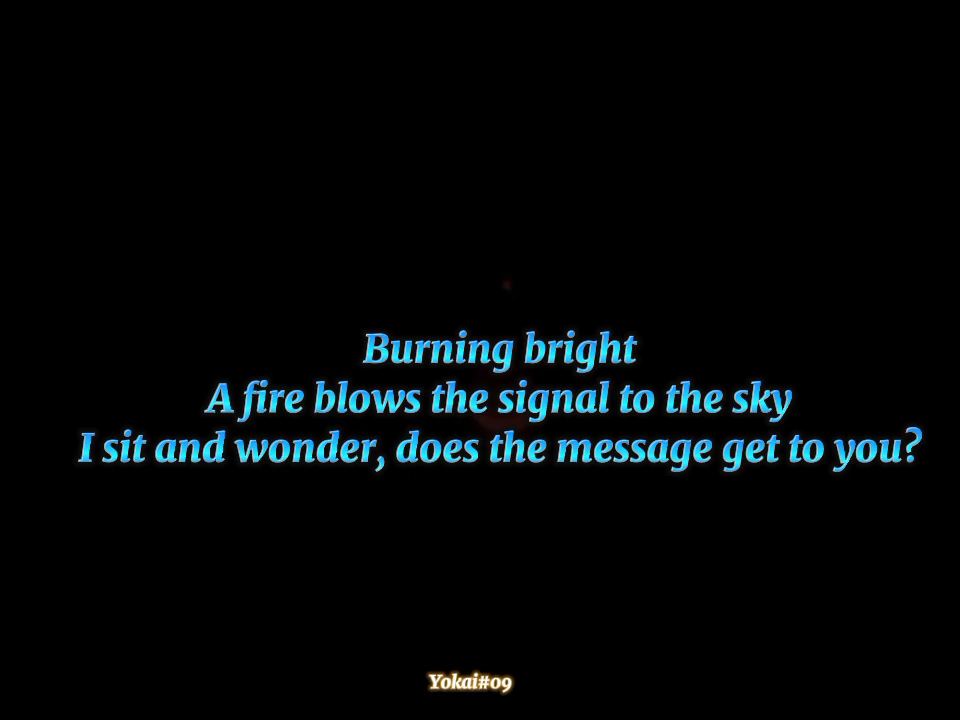 Burning bright
A fire blows the signal to the sky
I sit and wonder, does the message get to you?
Yokai#09